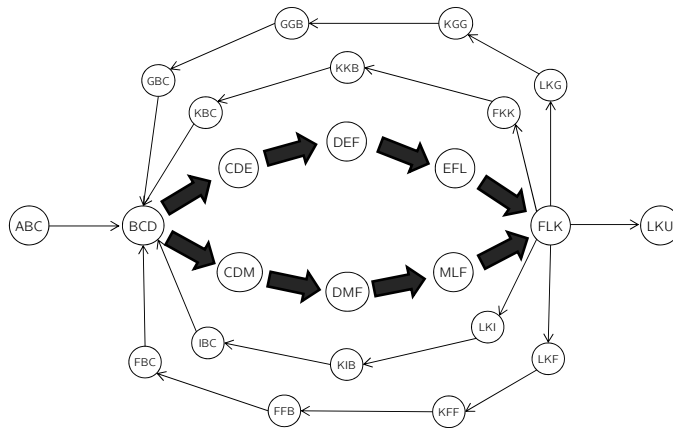 GGB
KGG
GBC
KKB
LKG
KBC
FKK
DEF
CDE
EFL
ABC
BCD
FLK
LKU
CDM
DMF
MLF
IBC
LKI
FBC
KIB
LKF
FFB
KFF